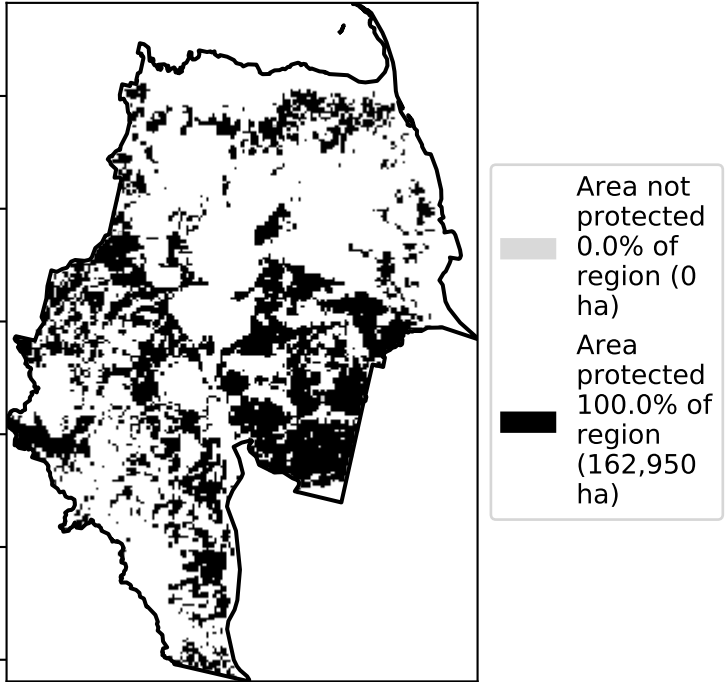 Area not
protected
0.0% of
region (0
ha)
Area
protected
100.0% of
region
(162,950
ha)